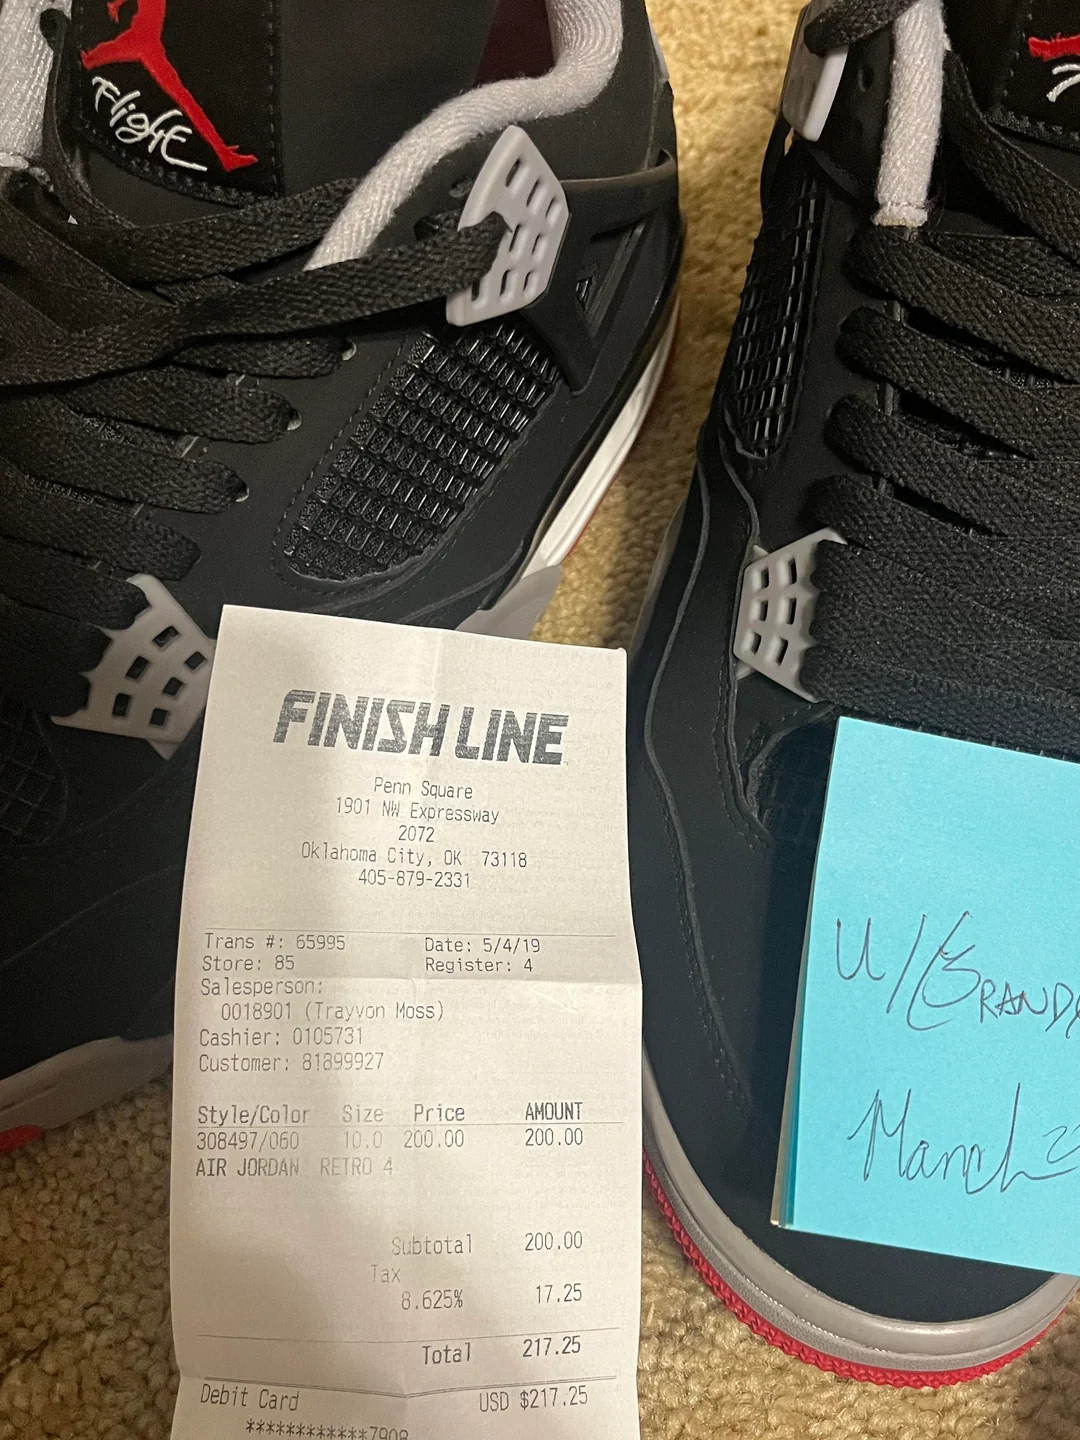 Flight
FINISH LINE
Penn Square
1901 NW Expressway
2072
Oklahoma City, OK 73118
405-879-2331
Trans #: 65995 Date: 5/4/19
Store: 85 Register: 4
Salesperson:
0018901 (Trayvon Moss)
Cashier: 0105731
Customer: 81899927
Style/Color Size Price AMOUNT
308497/060 10.0 200.00 200.00
AIR JORDAN RETRO 4
Subtotal 200.00
Tax
8.625% 17.25
Total 217.25
Debit Card USD $217.25
************7908
March